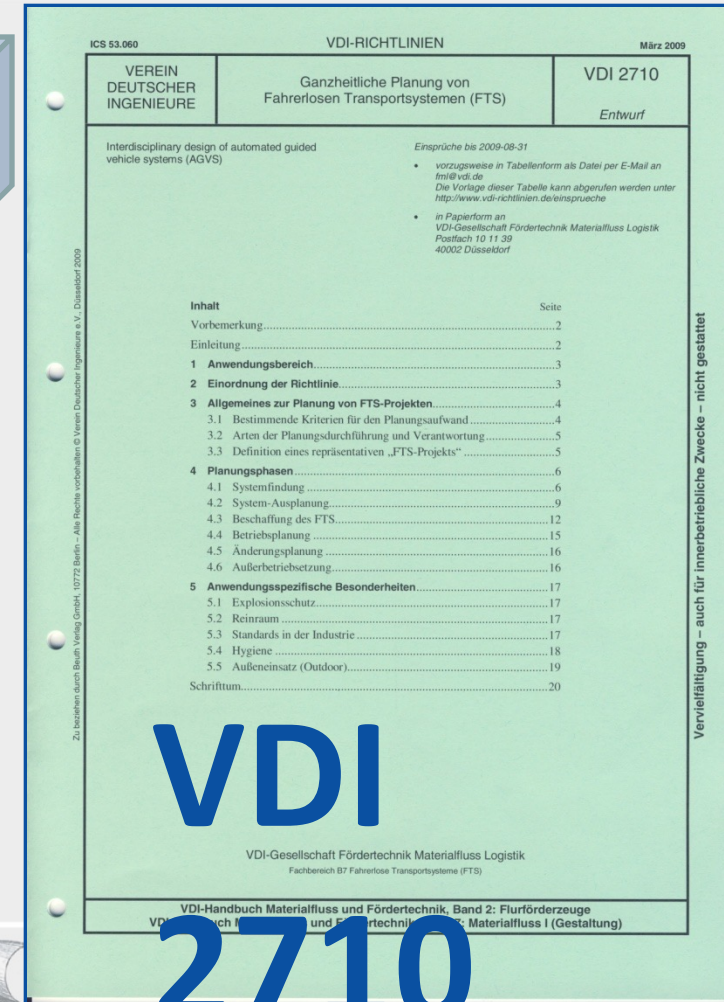 ICS 53.060
VDI-RICHTLINIEN
März 2009
VEREIN
DEUTSCHER
INGENIEURE
Ganzheitliche Planung von
Fahrerlosen Transportsystemen (FTS)
VDI 2710
Entwurf
Interdisciplinary design of automated guided
vehicle systems (AGVS)
Einsprüche bis 2009-08-31
• vorzugsweise in Tabellenform als Datei per E-Mail an
fml@vdi.de
Die Vorlage dieser Tabelle kann abgerufen werden unter
http://www.vdi-richtlinien.de/einsprueche
• in Papierform an
VDI-Gesellschaft Fördertechnik Materialfluss Logistik
Postfach 10 11 39
40002 Düsseldorf
Zu beziehen durch Beuth Verlag GmbH, 10772 Berlin – Alle Rechte vorbehalten © Verein Deutscher Ingenieure e.V., Düsseldorf 2009
Inhalt Seite
Vorbemerkung 2
Einleitung 2
1 Anwendungsbereich 3
2 Einordnung der Richtlinie 3
3 Allgemeines zur Planung von FTS-Projekten 4
3.1 Bestimmende Kriterien für den Planungsaufwand 4
3.2 Arten der Planungsdurchführung und Verantwortung 5
3.3 Definition eines repräsentativen „FTS-Projekts“ 5
4 Planungsphasen 6
4.1 Systemfindung 6
4.2 System-Ausplanung 9
4.3 Beschaffung des FTS 12
4.4 Betriebsplanung 15
4.5 Änderungsplanung 16
4.6 Außerbetriebsetzung 16
5 Anwendungsspezifische Besonderheiten 17
5.1 Explosionsschutz 17
5.2 Reinraum 17
5.3 Standards in der Industrie 17
5.4 Hygiene 18
5.5 Außeneinsatz (Outdoor) 19
Schrifttum 20
Vervielfältigung – auch für innerbetriebliche Zwecke – nicht gestattet
VDI
VDI-Gesellschaft Fördertechnik Materialfluss Logistik
Fachbereich B7 Fahrerlose Transportsysteme (FTS)
VDI-Handbuch Materialfluss und Fördertechnik, Band 2: Flurförderzeuge
und Materialfluss I (Gestaltung)
2710